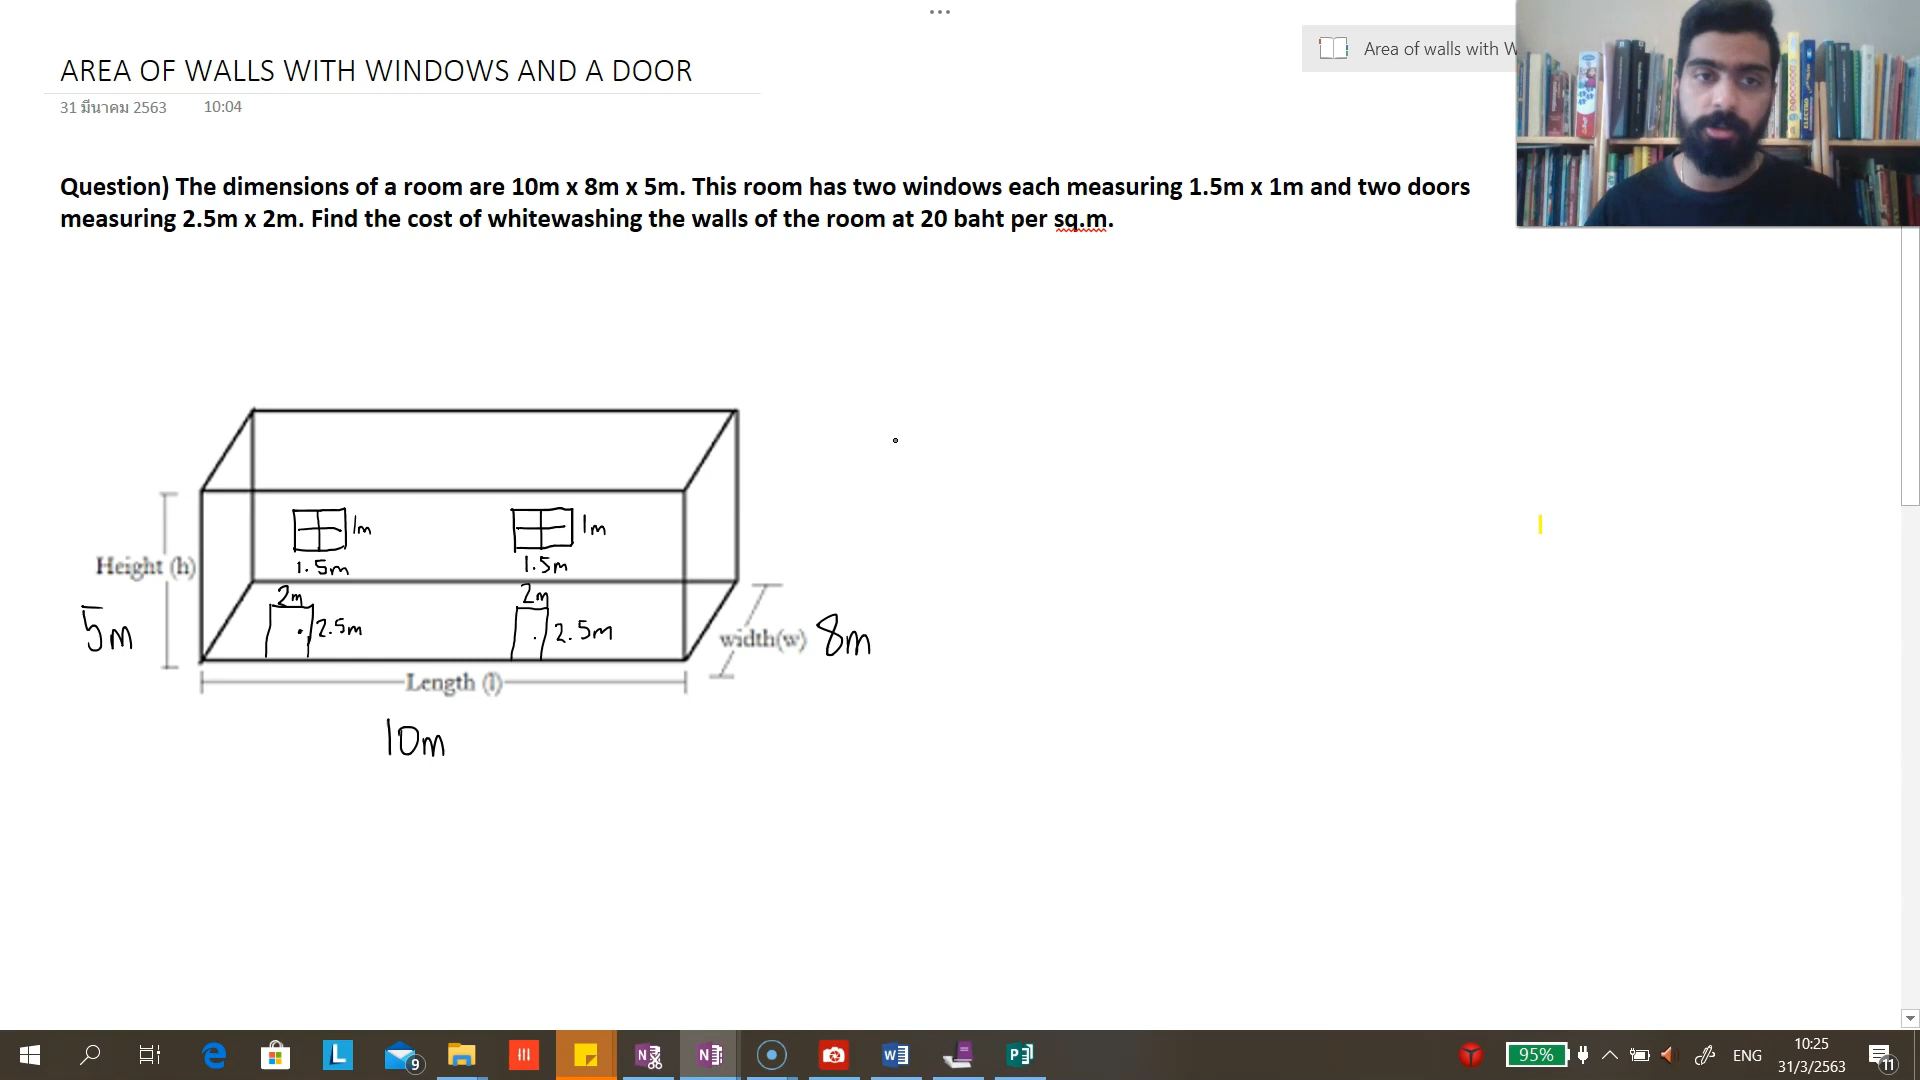 AREA OF WALLS WITH WINDOWS AND A DOOR
31 มีนาคม 2563 10:04
Area of walls with W
Question) The dimensions of a room are 10m x 8m x 5m. This room has two windows each measuring 1.5m x 1m and two doors
measuring 2.5m x 2m. Find the cost of whitewashing the walls of the room at 20 baht per sq.m.
1m
1m
1.5m
1.5m
Height (h)
2m
2m
5m
2.5m
2.5m
width(w)
8m
Length (l)
10m
95%
ENG
10:25
31/3/2563
9
11